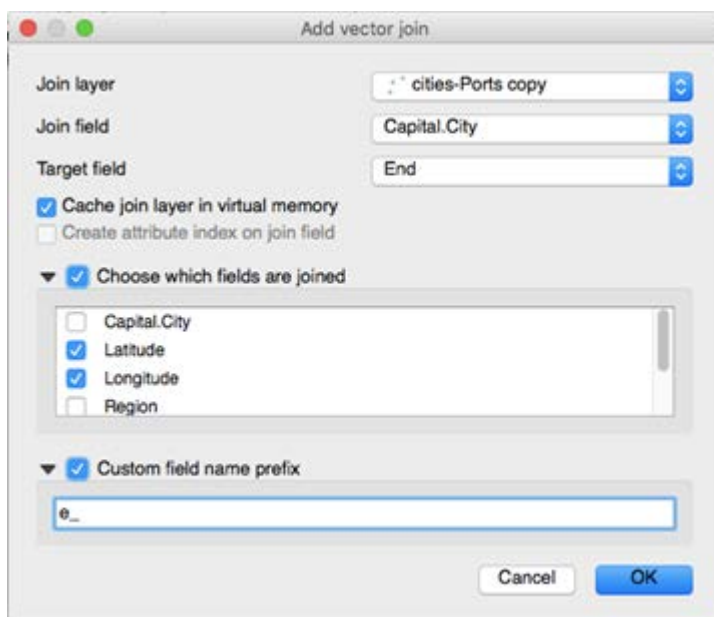 Add vector join
Join layer cities-Ports copy
Join field Capital.City
Target field End
Cache join layer in virtual memory
Create attribute index on join field
Choose which fields are joined
Capital.City
Latitude
Longitude
Region
Custom field name prefix
e_
Cancel OK